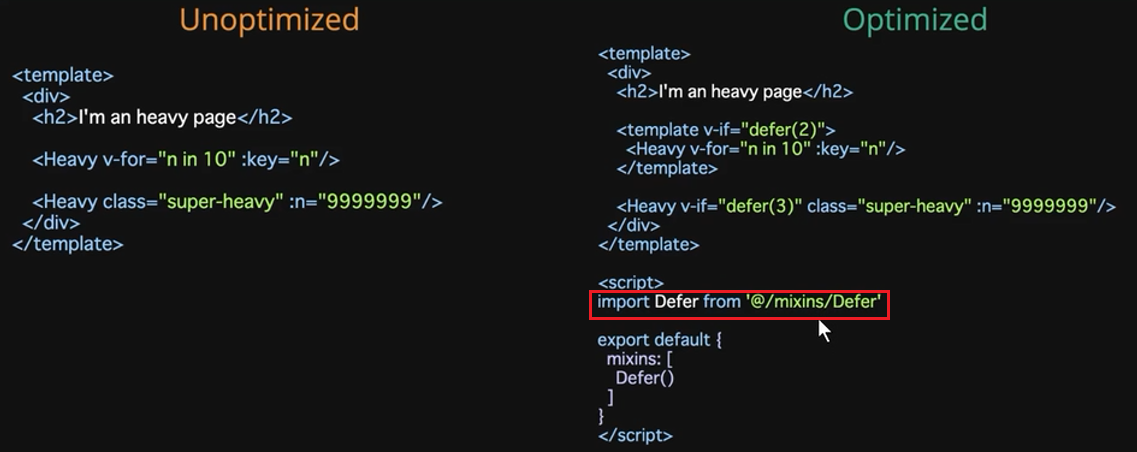 Unoptimized
<template>
<div>
<h2>I'm an heavy page</h2>
<Heavy v-for="n in 10" :key="n"/>
<Heavy class="super-heavy" :n="9999999"/>
</div>
</template>
Optimized
<template>
<div>
<h2>I'm an heavy page</h2>
<template v-if="defer(2)">
<Heavy v-for="n in 10" :key="n"/>
</template>
<Heavy v-if="defer(3)" class="super-heavy" :n="9999999"/>
</div>
</template>
<script>
import Defer from '@/mixins/Defer'
export default {
mixins: [
Defer()
]
}
</script>